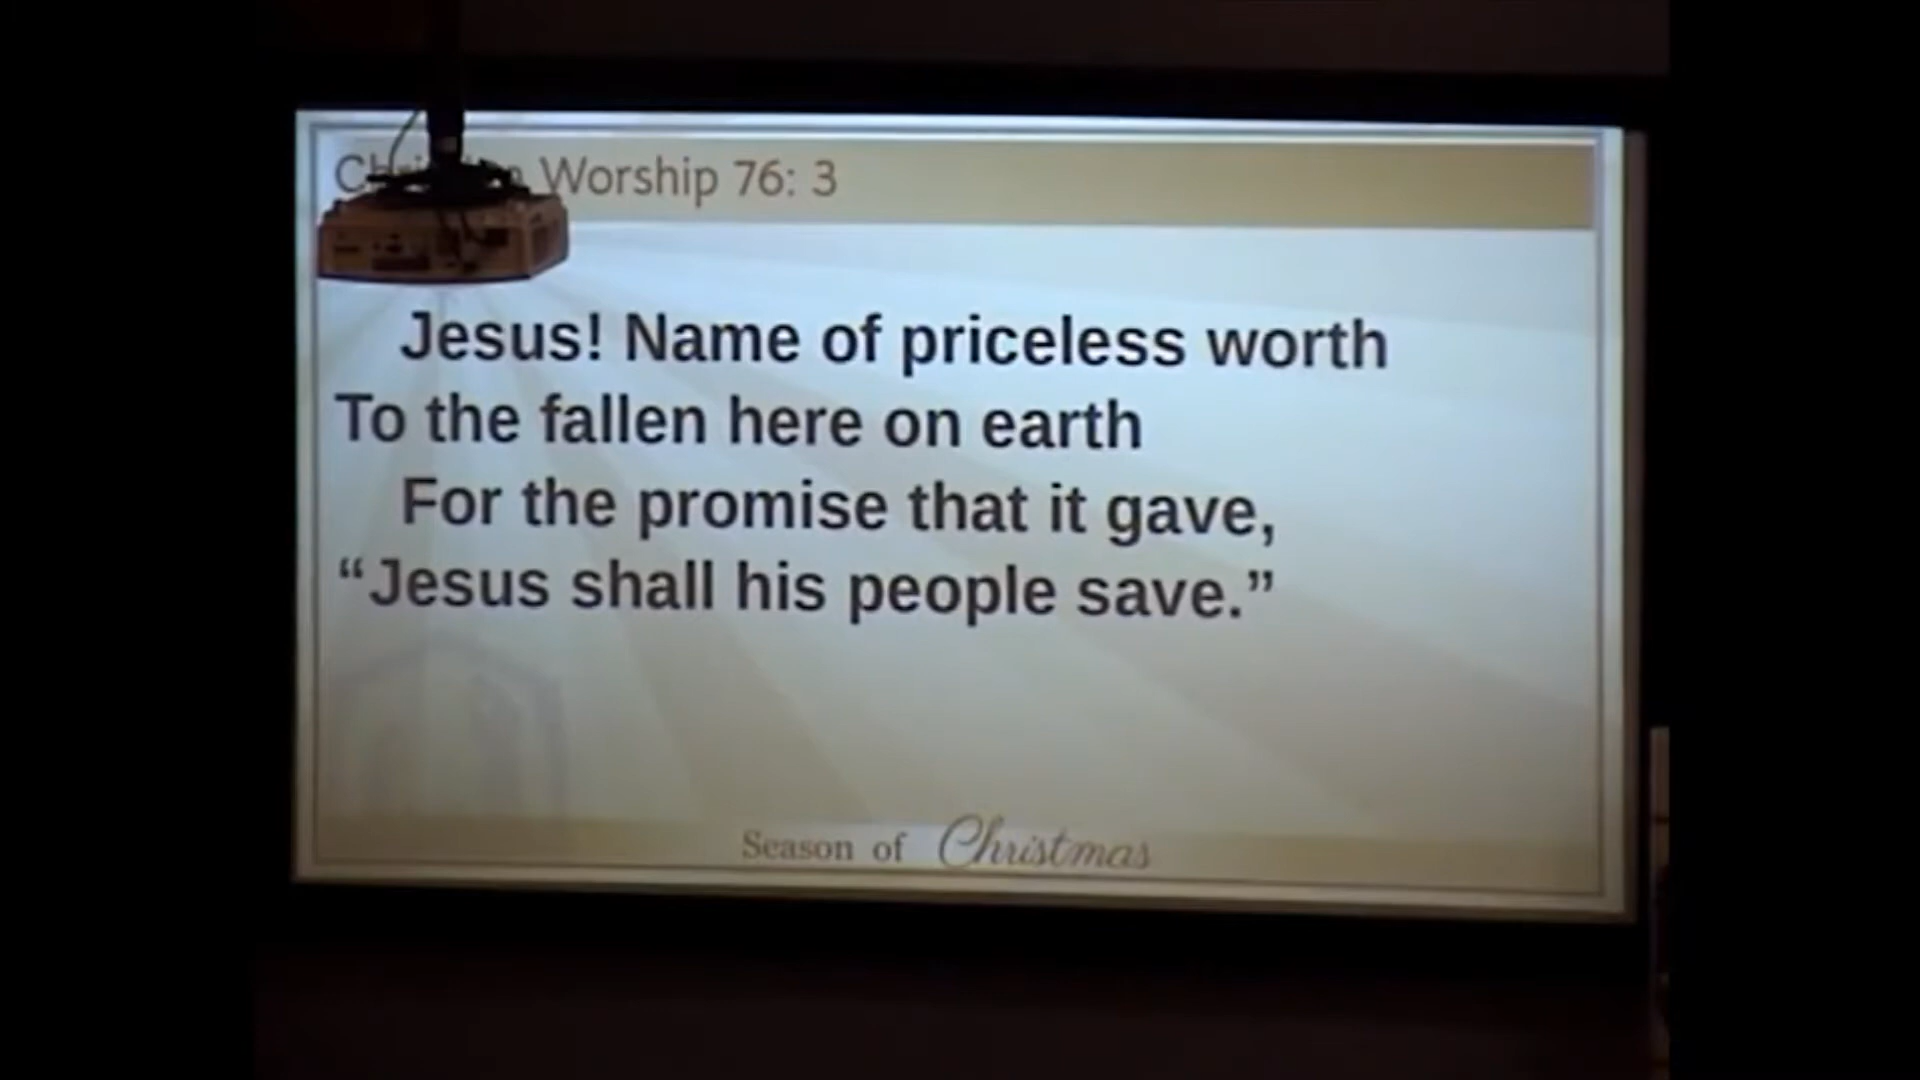 Christian Worship 76: 3
Jesus! Name of priceless worth
To the fallen here on earth
For the promise that it gave,
“Jesus shall his people save.”
Season of Christmas